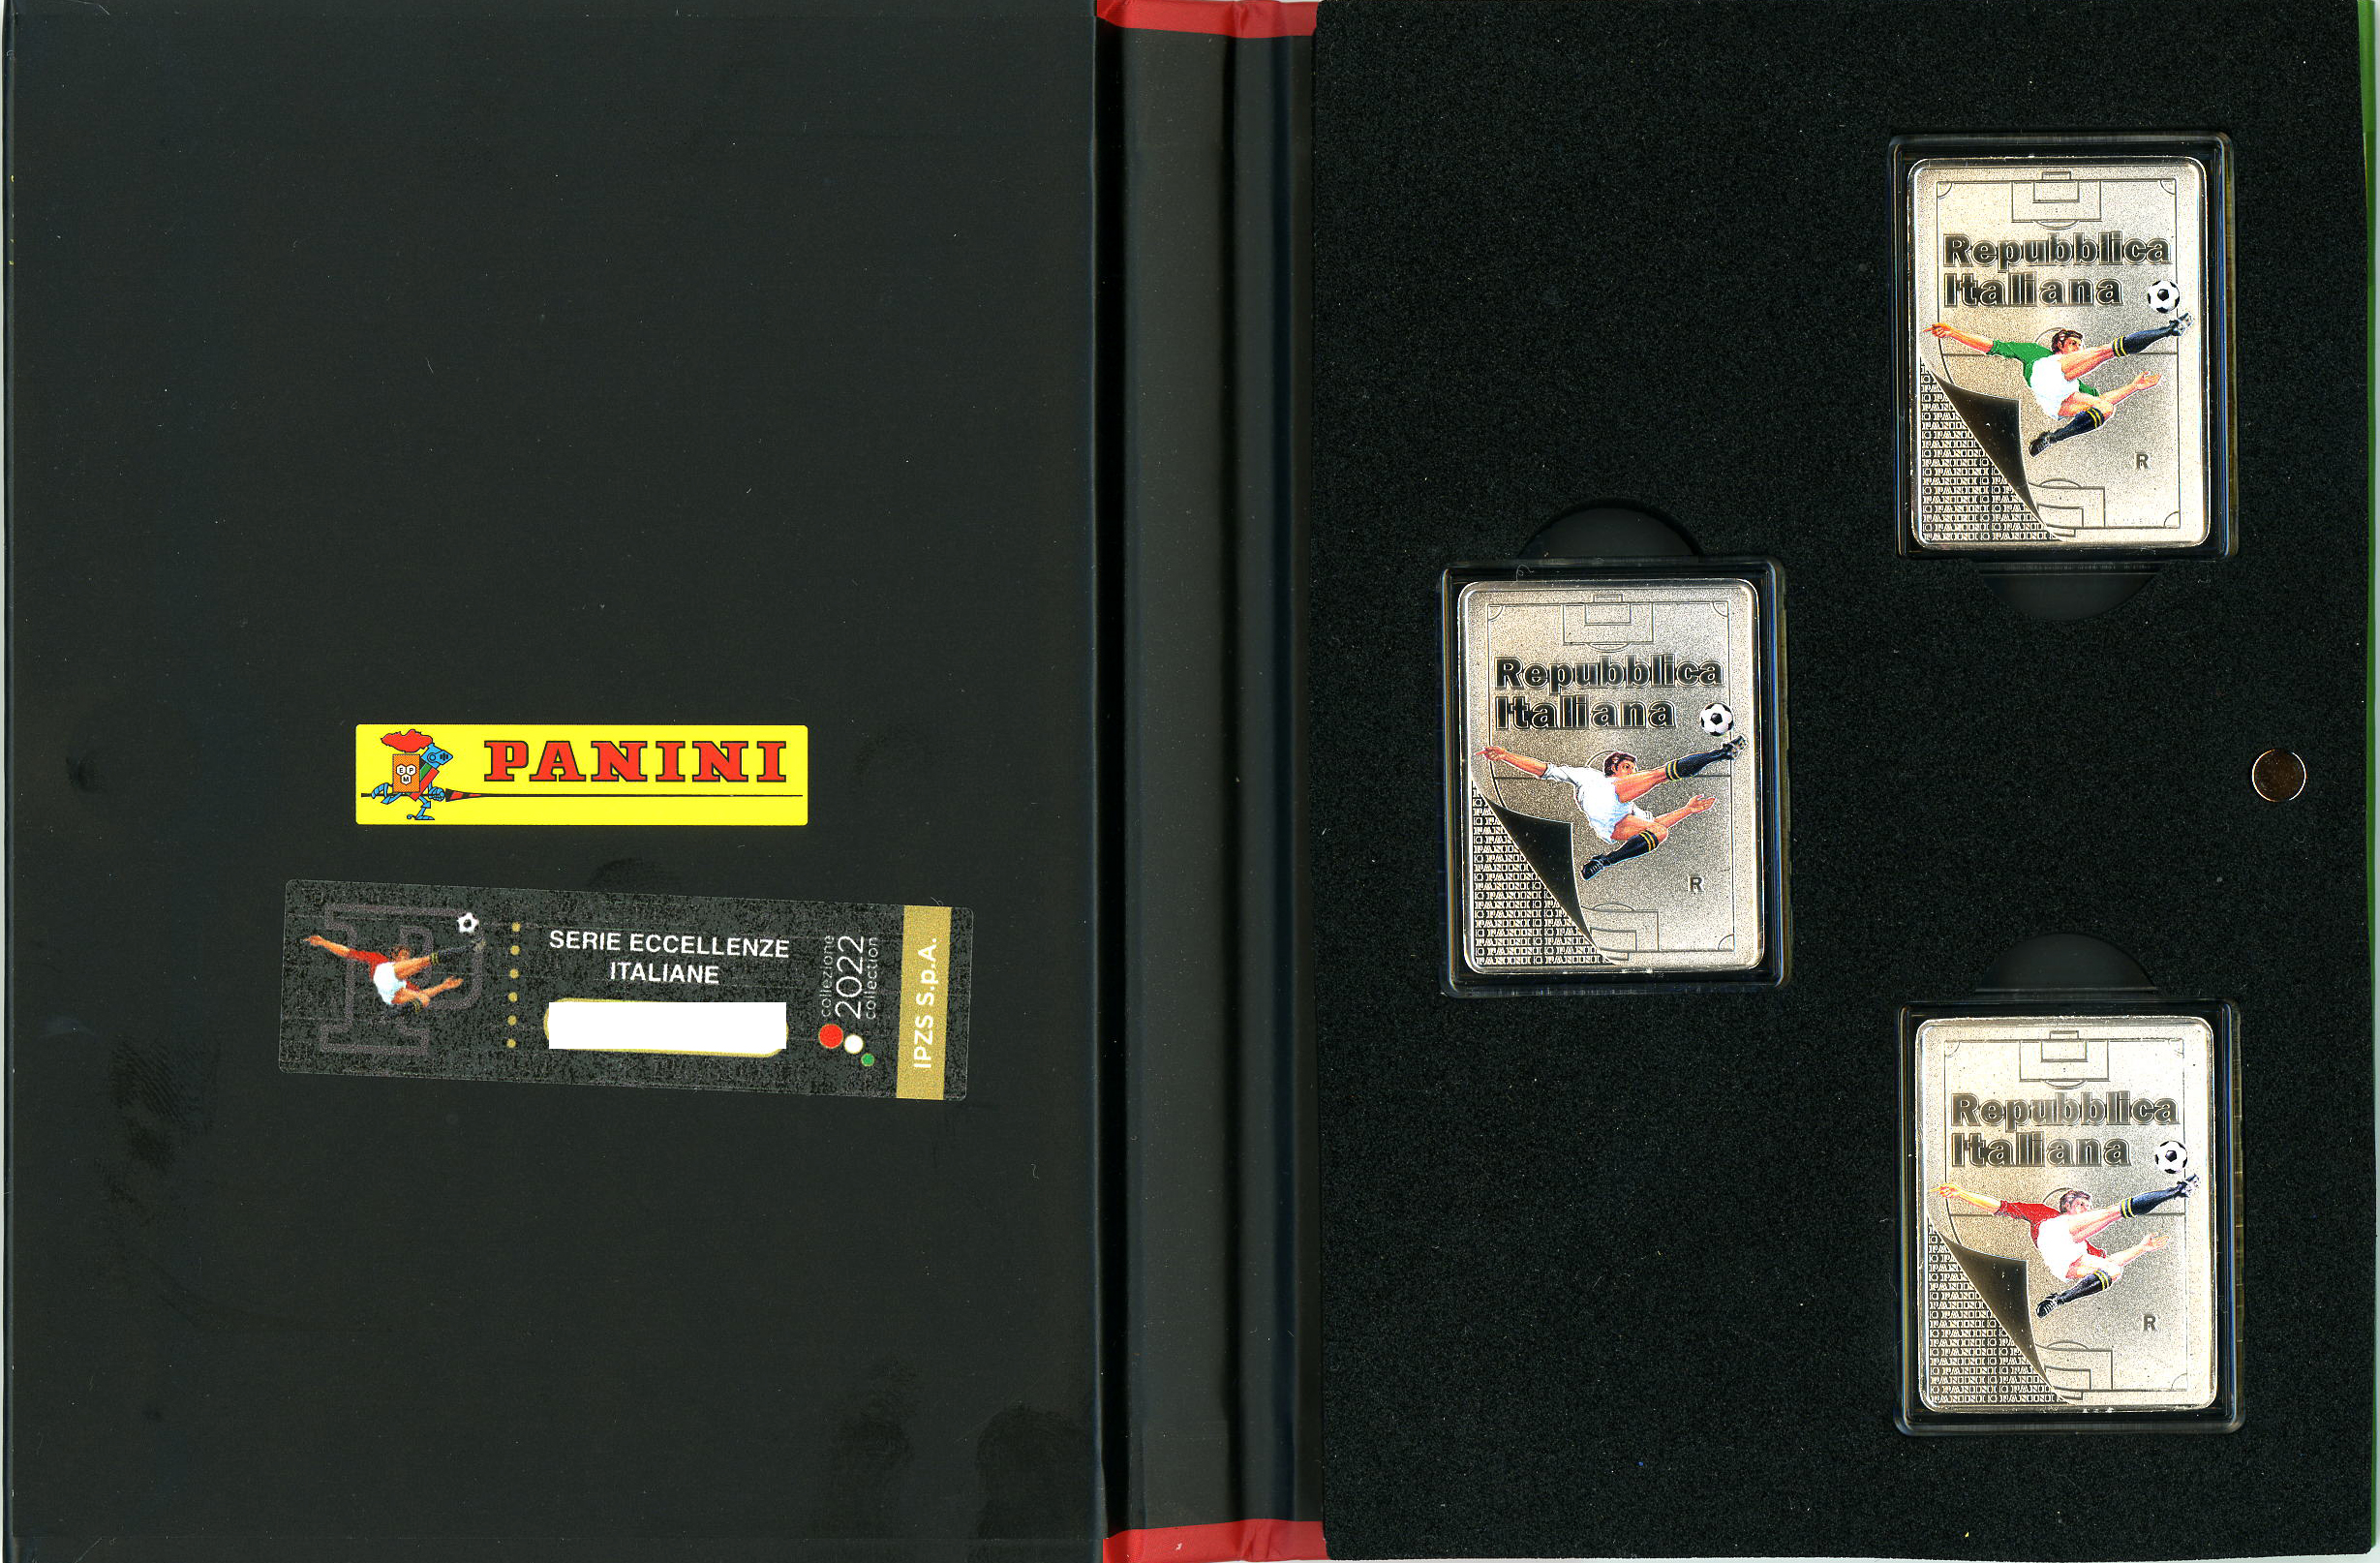 PANINI
E P
M
SERIE ECCELLENZE
ITALIANE
collezione
2022
collection
IPZS S.p.A.
Repubblica
Italiana
R
Repubblica
Italiana
R
Repubblica
Italiana
R